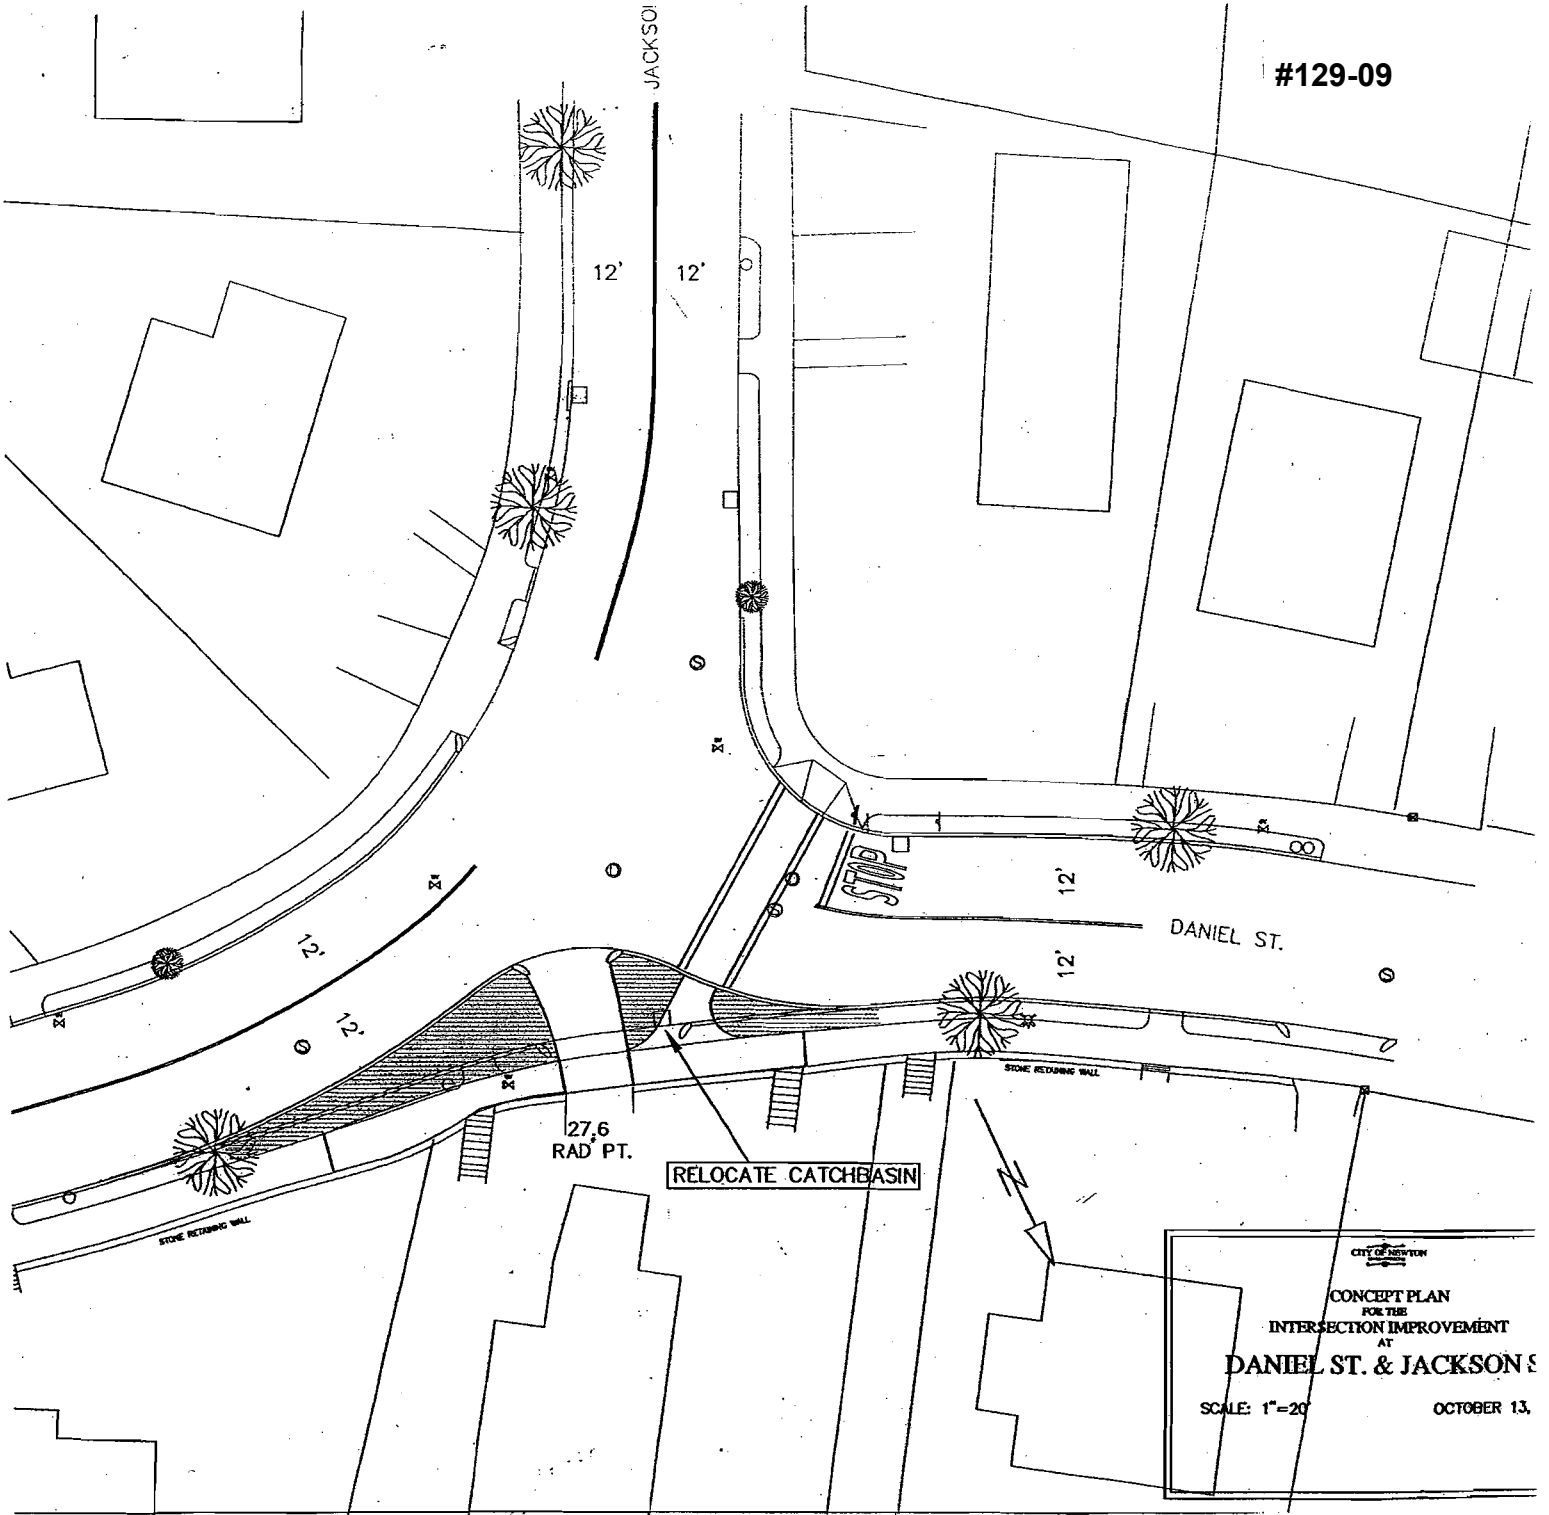 JACKSO
#129-09
12' 12'
STOP
12'
DANIEL ST.
12'
12'
12'
STONE RETAINING WALL
27.6
RAD PT.
RELOCATE CATCHBASIN
STONE RETAINING WALL
N
CITY OF NEWTON
CONCEPT PLAN
FOR THE
INTERSECTION IMPROVEMENT
AT
DANIEL ST. & JACKSON S
SCALE: 1"=20'
OCTOBER 13,